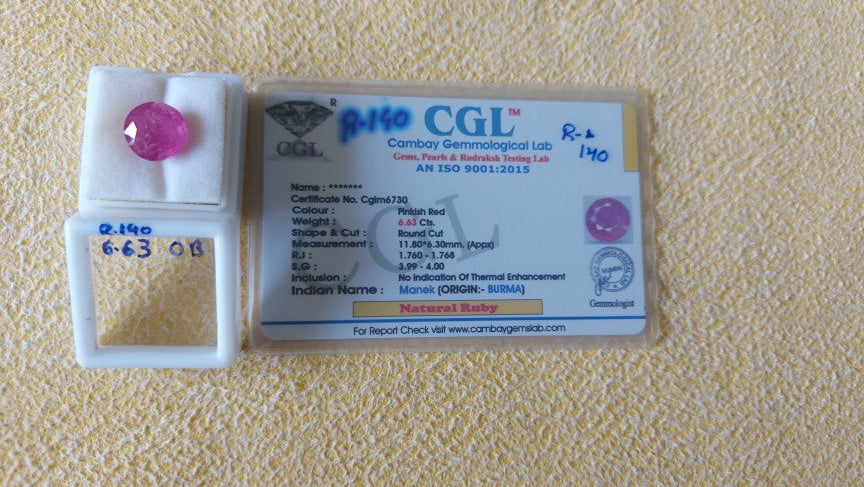 R.140
6.63 OB
R
CGL
R.140
CGL™
R-
140
Cambay Gemmological Lab
Gems, Pearls & Rudraksh Testing Lab
AN ISO 9001:2015
Name : *******
Certificate No. Cglm6730
Colour : Pinkish Red
Weight : 6.63 Cts.
Shape & Cut : Round Cut
Measurement : 11.80*6.30mm. (Appx)
R.I : 1.760 - 1.768
S.G : 3.99 - 4.00
Inclusion : No Indication Of Thermal Enhancement
Indian Name : Manek (ORIGIN:- BURMA)
Natural Ruby
For Report Check visit www.cambaygemslab.com
Gemmologist
CGL